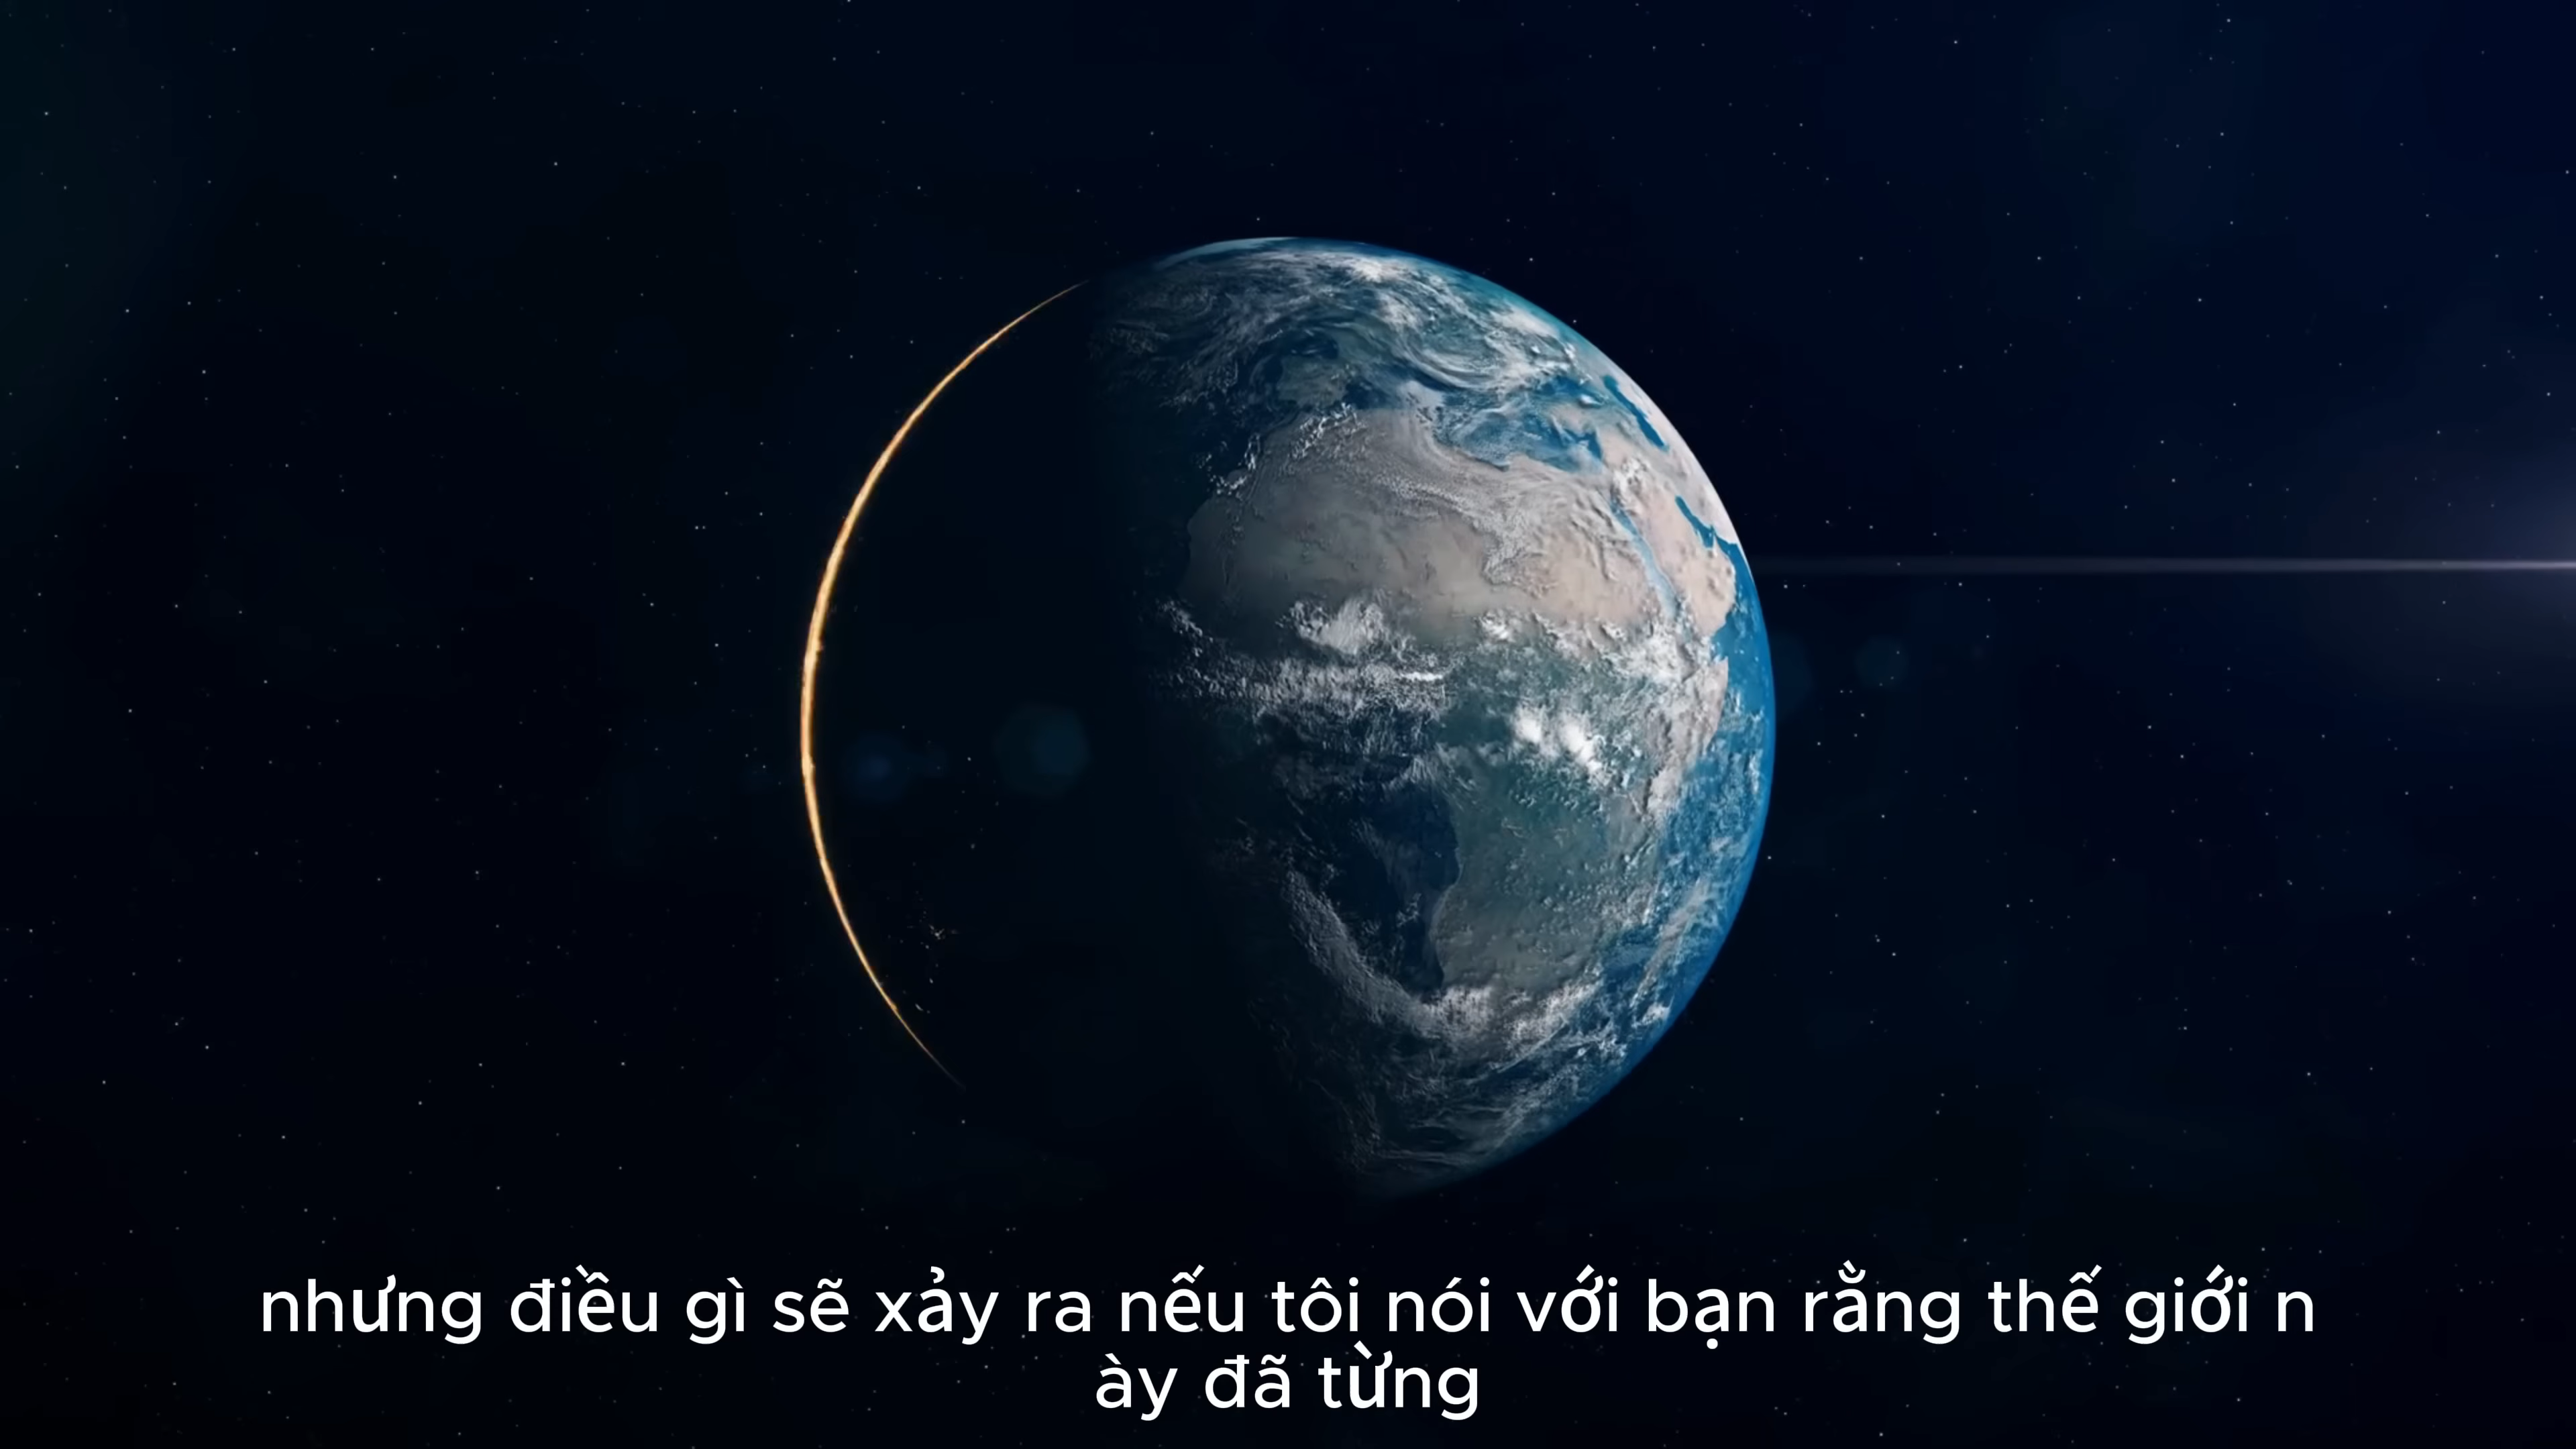 nhưng điều gì sẽ xảy ra nếu tôi nói với bạn rằng thế giới n
ày đã từng